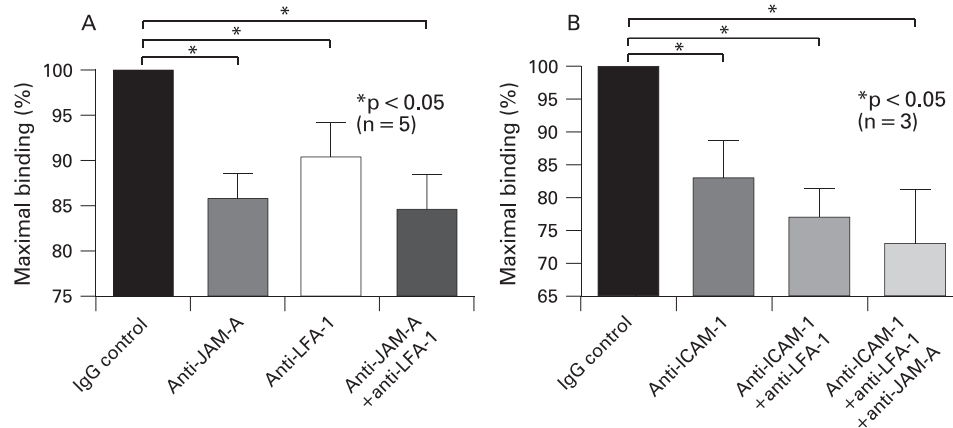 A
*
*
*
Maximal binding (%)
100
95
90
85
80
75
*p < 0.05
(n = 5)
IgG control
Anti-JAM-A
Anti-LFA-1
Anti-JAM-A
+anti-LFA-1
B
*
*
*
Maximal binding (%)
100
95
90
85
80
75
70
65
*p < 0.05
(n = 3)
IgG control
Anti-ICAM-1
Anti-ICAM-1
+anti-LFA-1
Anti-ICAM-1
+anti-LFA-1
+anti-JAM-A